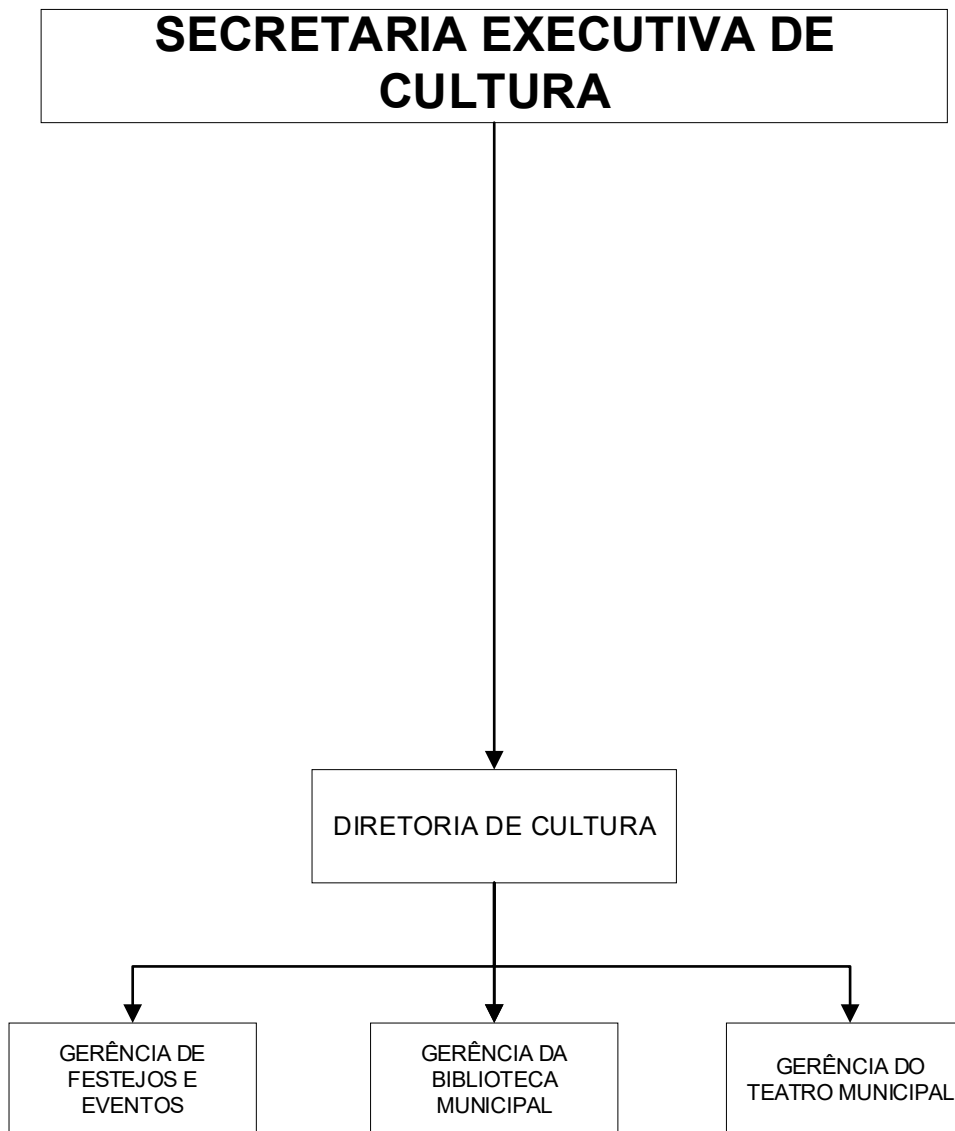 SECRETARIA EXECUTIVA DE
CULTURA
DIRETORIA DE CULTURA
GERÊNCIA DE
FESTEJOS E
EVENTOS
GERÊNCIA DA
BIBLIOTECA
MUNICIPAL
GERÊNCIA DO
TEATRO MUNICIPAL